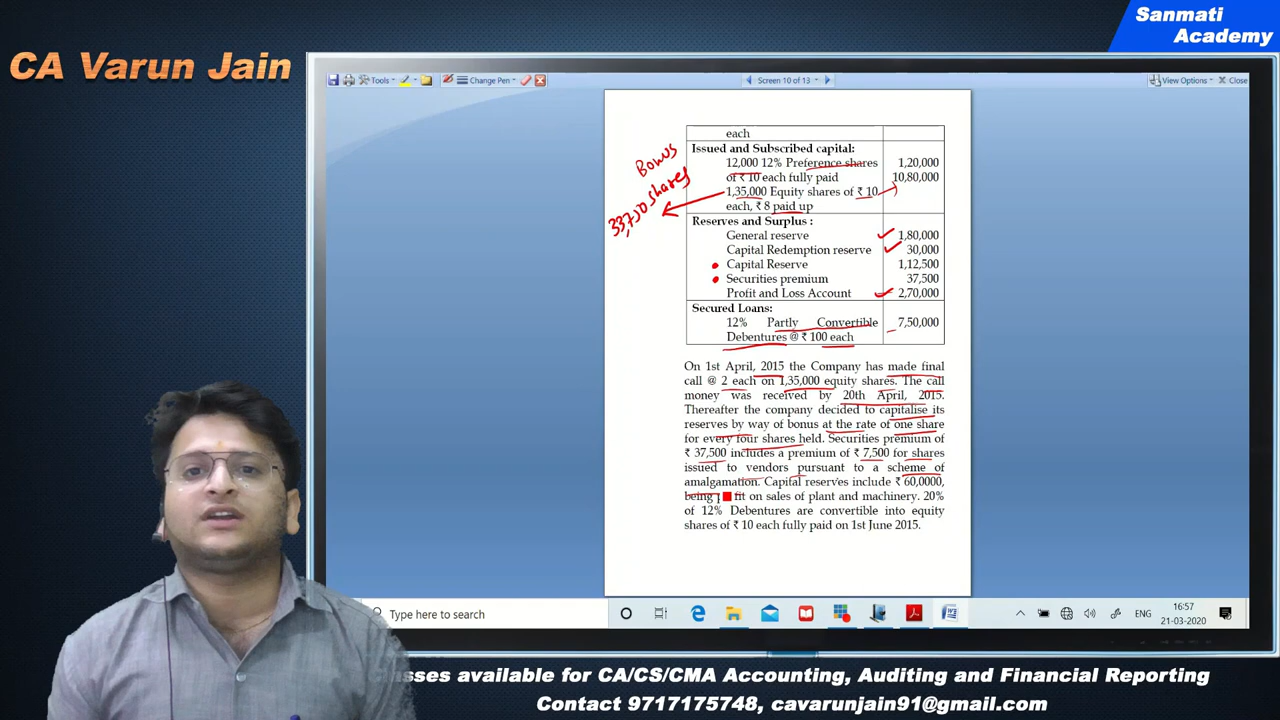 Sanmati
Academy
CA Varun Jain
Tools
Change Pen
Screen 10 of 13
View Options
Close
each
Issued and Subscribed capital:
12,000 12% Preference shares 1,20,000
of ₹ 10 each fully paid 10,80,000
1,35,000 Equity shares of ₹ 10
each, ₹ 8 paid up
Bonus
33,750 shares
Reserves and Surplus :
General reserve 1,80,000
Capital Redemption reserve 30,000
Capital Reserve 1,12,500
Securities premium 37,500
Profit and Loss Account 2,70,000
Secured Loans:
12% Partly Convertible 7,50,000
Debentures @ ₹ 100 each
On 1st April, 2015 the Company has made final
call @ 2 each on 1,35,000 equity shares. The call
money was received by 20th April, 2015.
Thereafter the company decided to capitalise its
reserves by way of bonus at the rate of one share
for every four shares held. Securities premium of
₹ 37,500 includes a premium of ₹ 7,500 for shares
issued to vendors pursuant to a scheme of
amalgamation. Capital reserves include ₹ 60,0000,
being fit on sales of plant and machinery. 20%
of 12% Debentures are convertible into equity
shares of ₹ 10 each fully paid on 1st June 2015.
Type here to search
ENG
16:57
21-03-2020
sses available for CA/CS/CMA Accounting, Auditing and Financial Reporting
Contact 9717175748, cavarunjain91@gmail.com